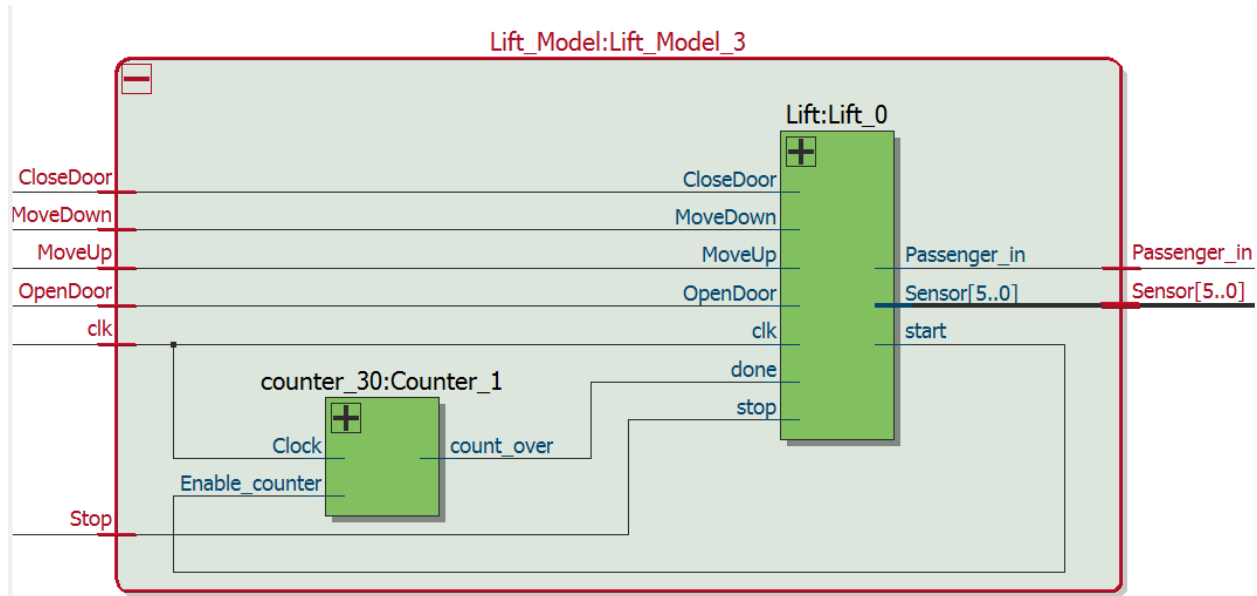 Lift_Model:Lift_Model_3
Lift:Lift_0
CloseDoor
CloseDoor
MoveDown
MoveDown
MoveUp
MoveUp
Passenger_in
Passenger_in
OpenDoor
OpenDoor
Sensor[5..0]
Sensor[5..0]
clk
clk
start
counter_30:Counter_1
done
stop
Clock
count_over
Enable_counter
Stop